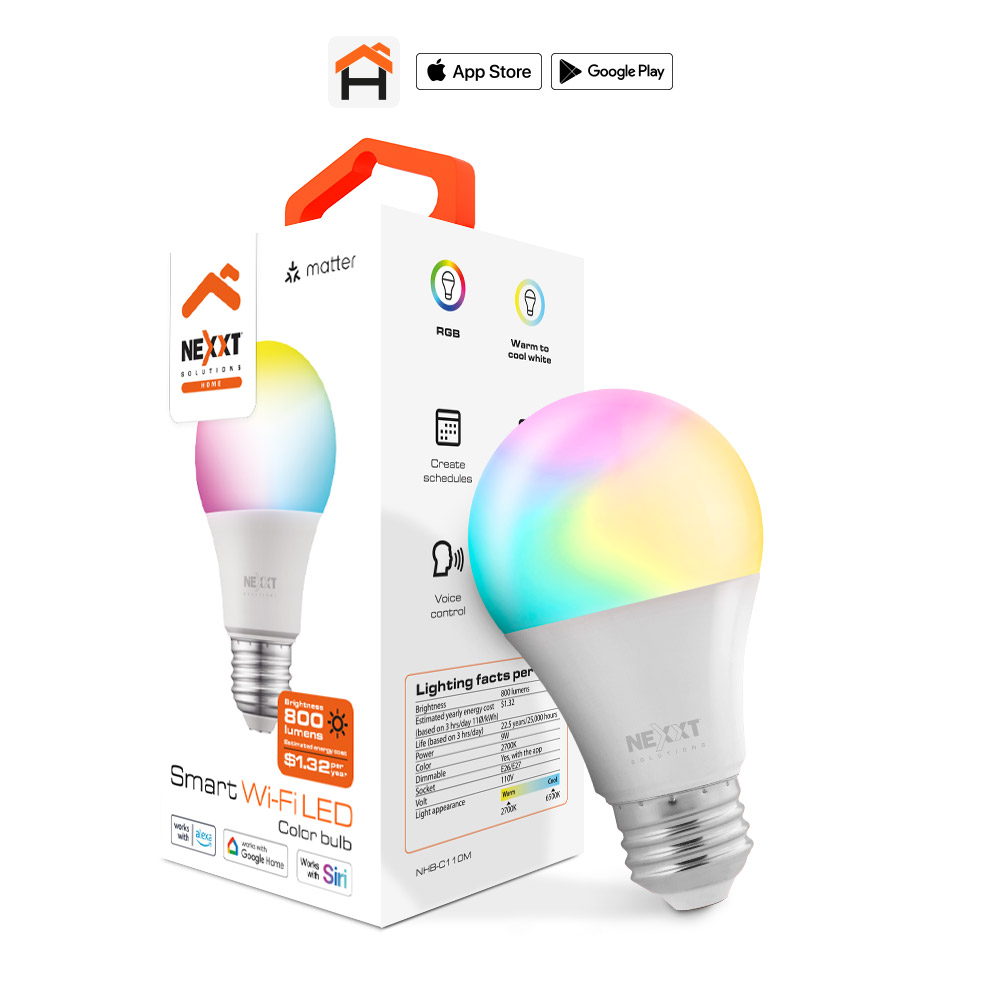 App Store
Google Play
matter
NEXXT
SOLUTIONS
HOME
RGB
Warm to
cool white
Create
schedules
Voice
control
NEXXT
SOLUTIONS
Brightness
800
lumens
Estimated energy cost
$1.32 per year
Smart Wi-Fi LED
Color bulb
works with alexa
works with Google Home
Works with Siri
Lighting facts per
Brightness 800 lumens
Estimated yearly energy cost $1.32
(based on 3 hrs/day 11Ø/kWh)
Life (based on 3 hrs/day) 22.5 years/25,000 hours
Power 9W
Color 2700K
Dimmable Yes, with the app
Socket E26/E27
Volt 110V
Light appearance Warm Cool
2700K 6500K
NHB-C110M
NEXXT
SOLUTIONS